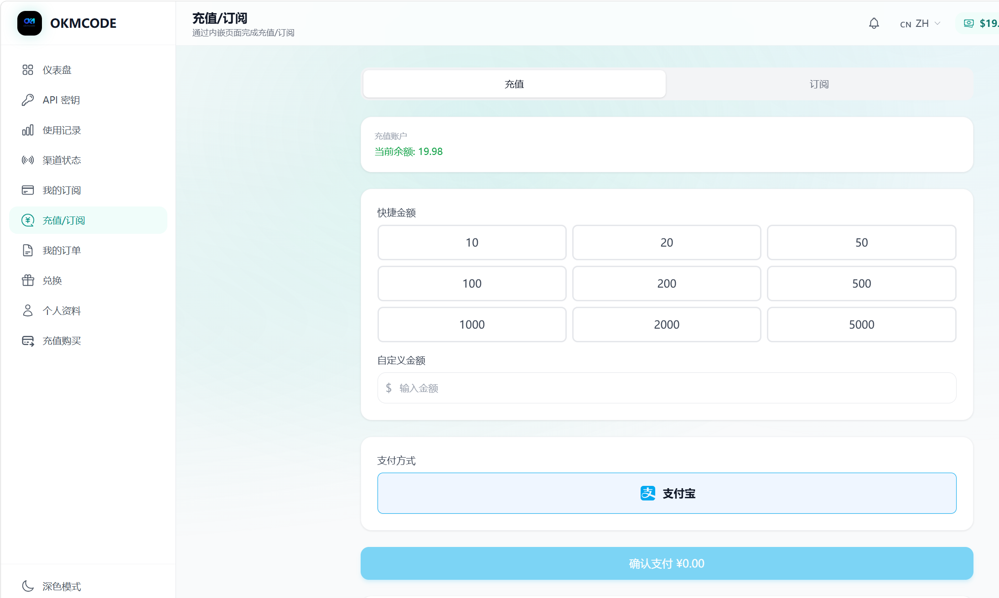 OKMCODE
充值/订阅
通过内嵌页面完成充值/订阅
CN ZH
$19.
仪表盘
API 密钥
使用记录
渠道状态
我的订阅
充值/订阅
我的订单
兑换
个人资料
充值购买
深色模式
充值
订阅
充值账户
当前余额: 19.98
快捷金额
10
20
50
100
200
500
1000
2000
5000
自定义金额
$ 输入金额
支付方式
支 支付宝
确认支付 ¥0.00